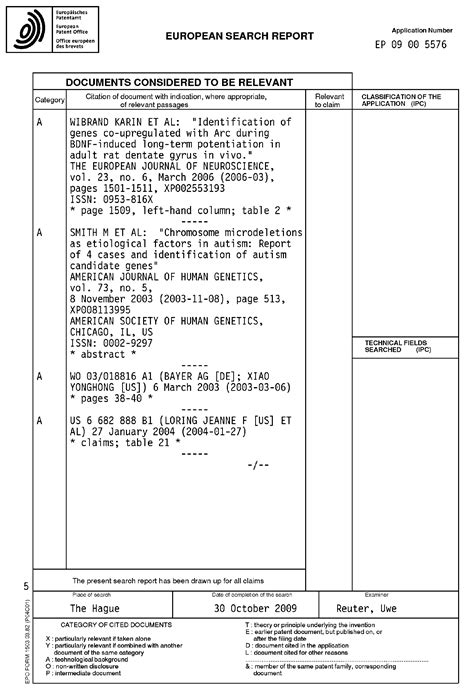 Europäisches
Patentamt
European
Patent Office
Office européen
des brevets
EUROPEAN SEARCH REPORT
Application Number
EP 09 00 5576
DOCUMENTS CONSIDERED TO BE RELEVANT
Category
Citation of document with indication, where appropriate,
of relevant passages
Relevant
to claim
CLASSIFICATION OF THE
APPLICATION (IPC)
A
WIBRAND KARIN ET AL: "Identification of
genes co-upregulated with Arc during
BDNF-induced long-term potentiation in
adult rat dentate gyrus in vivo."
THE EUROPEAN JOURNAL OF NEUROSCIENCE,
vol. 23, no. 6, March 2006 (2006-03),
pages 1501-1511, XP002553193
ISSN: 0953-816X
* page 1509, left-hand column; table 2 *
-----
A
SMITH M ET AL: "Chromosome microdeletions
as etiological factors in autism: Report
of 4 cases and identification of autism
candidate genes"
AMERICAN JOURNAL OF HUMAN GENETICS,
vol. 73, no. 5,
8 November 2003 (2003-11-08), page 513,
XP008113995
AMERICAN SOCIETY OF HUMAN GENETICS,
CHICAGO, IL, US
ISSN: 0002-9297
* abstract *
-----
TECHNICAL FIELDS
SEARCHED (IPC)
A
WO 03/018816 A1 (BAYER AG [DE]; XIAO
YONGHONG [US]) 6 March 2003 (2003-03-06)
* pages 38-40 *
-----
A
US 6 682 888 B1 (LORING JEANNE F [US] ET
AL) 27 January 2004 (2004-01-27)
* claims; table 21 *
-----
-/--
5
The present search report has been drawn up for all claims
Place of search
The Hague
Date of completion of the search
30 October 2009
Examiner
Reuter, Uwe
CATEGORY OF CITED DOCUMENTS
X : particularly relevant if taken alone
Y : particularly relevant if combined with another
document of the same category
A : technological background
O : non-written disclosure
P : intermediate document
T : theory or principle underlying the invention
E : earlier patent document, but published on, or
after the filing date
D : document cited in the application
L : document cited for other reasons
& : member of the same patent family, corresponding
document
EPO FORM 1503 03.82 (P04C01)